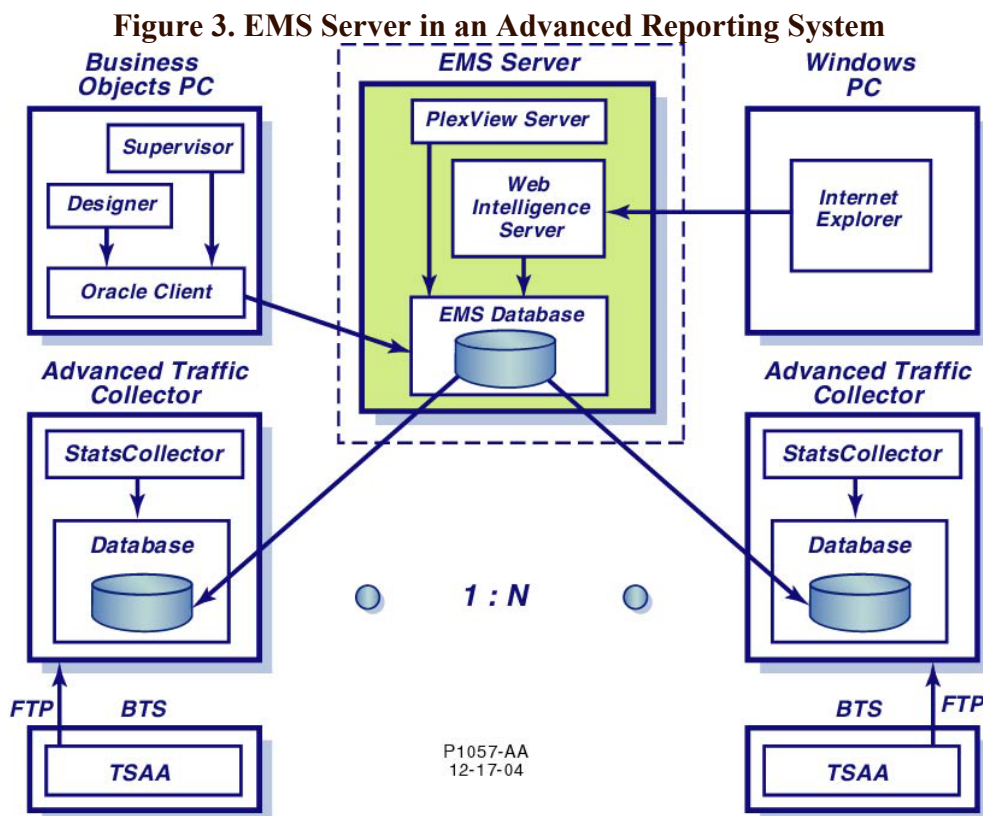 Figure 3. EMS Server in an Advanced Reporting System
Business
Objects PC
Supervisor
Designer
Oracle Client
EMS Server
PlexView Server
Web
Intelligence
Server
EMS Database
Windows
PC
Internet
Explorer
Advanced Traffic
Collector
StatsCollector
Database
1 : N
Advanced Traffic
Collector
StatsCollector
Database
FTP
BTS
TSAA
P1057-AA
12-17-04
BTS
FTP
TSAA